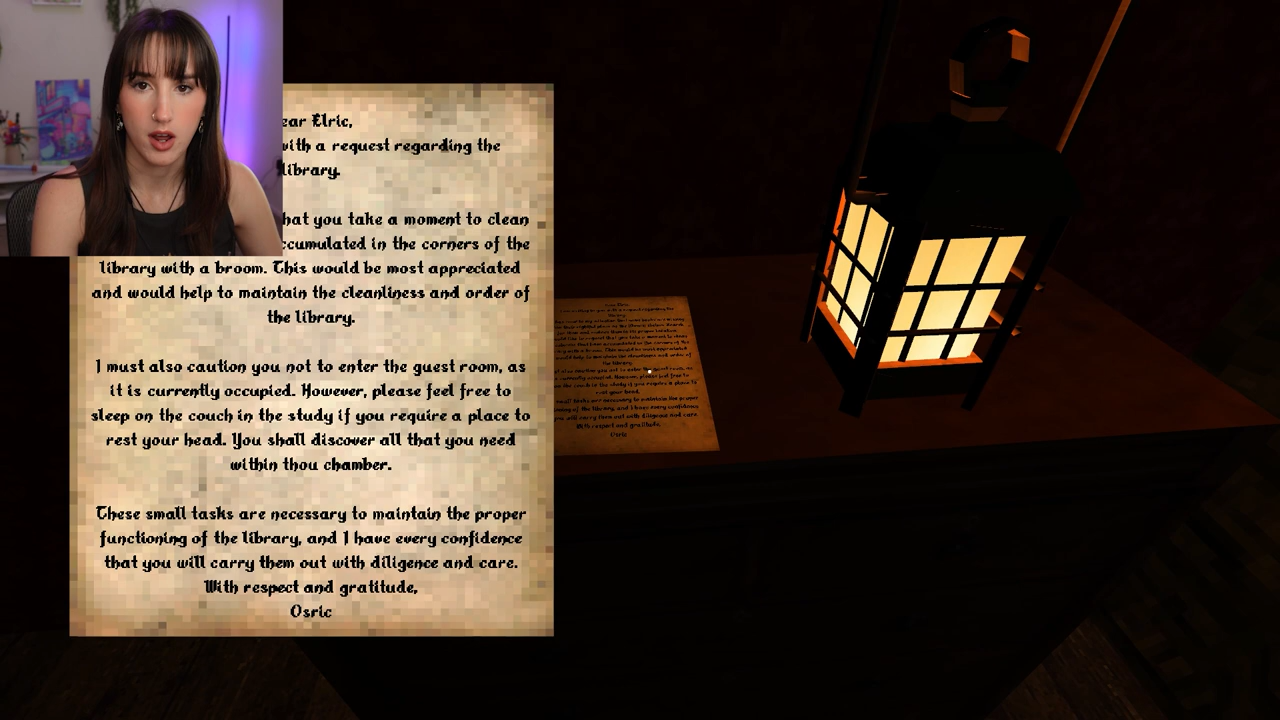 ear Elric,
with a request regarding the
library.
hat you take a moment to clean
ccumulated in the corners of the
library with a broom. This would be most appreciated
and would help to maintain the cleanliness and order of
the library.
I must also caution you not to enter the guest room, as
it is currently occupied. However, please feel free to
sleep on the couch in the study if you require a place to
rest your head. You shall discover all that you need
within thou chamber.
These small tasks are necessary to maintain the proper
functioning of the library, and I have every confidence
that you will carry them out with diligence and care.
With respect and gratitude,
Osric